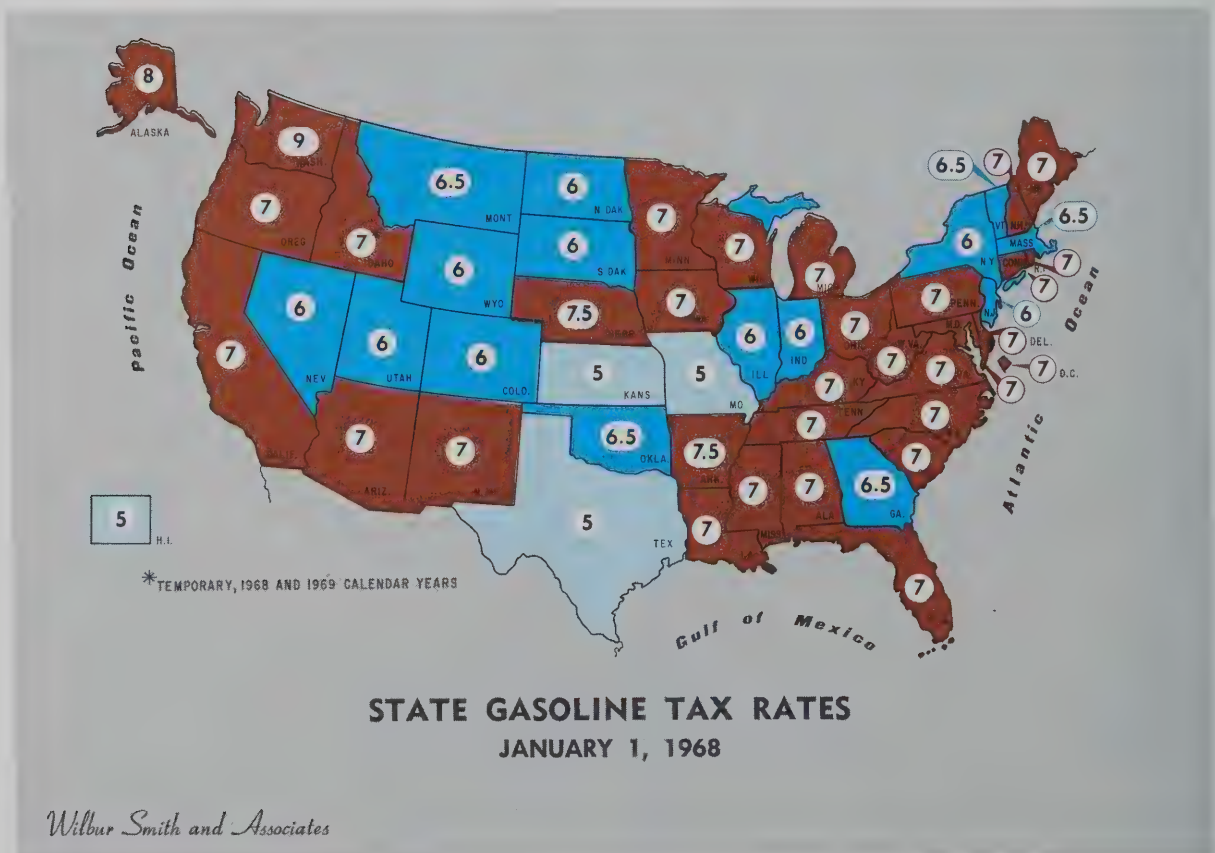 8
ALASKA
9
WASH.
7
OREG
7
IDAHO
6.5
MONT
6
N DAK
6
S DAK
6
WYO
7
MINN
7
7
MICH
6.5
7
7
6.5
VT
N.H.
MASS
6
N Y
CONN
7
R.I.
7
7
PENN.
N.J.
6
M.D.
7
DEL.
7
D.C.
7
7
CALIF.
6
NEV
6
UTAH
6
COLO.
7.5
NEBR
7
6
ILL
6
IND
7
OHIO
7
W.VA.
7
VA.
7
KY
7
TENN
7
7
5
KANS
5
MO
7
ARIZ.
7
N.M.
6.5
OKLA.
7.5
ARK.
5
TEX
7
LA.
7
MISS
7
ALA
6.5
GA.
7
5
H.I.
Pacific Ocean
Atlantic Ocean
Gulf of Mexico
*TEMPORARY, 1968 AND 1969 CALENDAR YEARS
STATE GASOLINE TAX RATES
JANUARY 1, 1968
Wilbur Smith and Associates